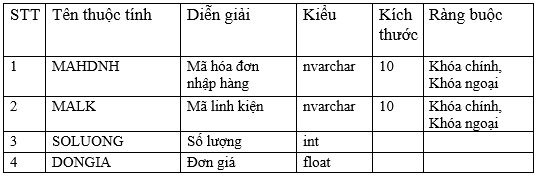 STT Tên thuộc tính Diễn giải Kiểu Kích thước Ràng buộc
1 MAHDNH Mã hóa đơn nhập hàng nvarchar 10 Khóa chính, Khóa ngoại
2 MALK Mã linh kiện nvarchar 10 Khóa chính, Khóa ngoại
3 SOLUONG Số lượng int
4 DONGIA Đơn giá float